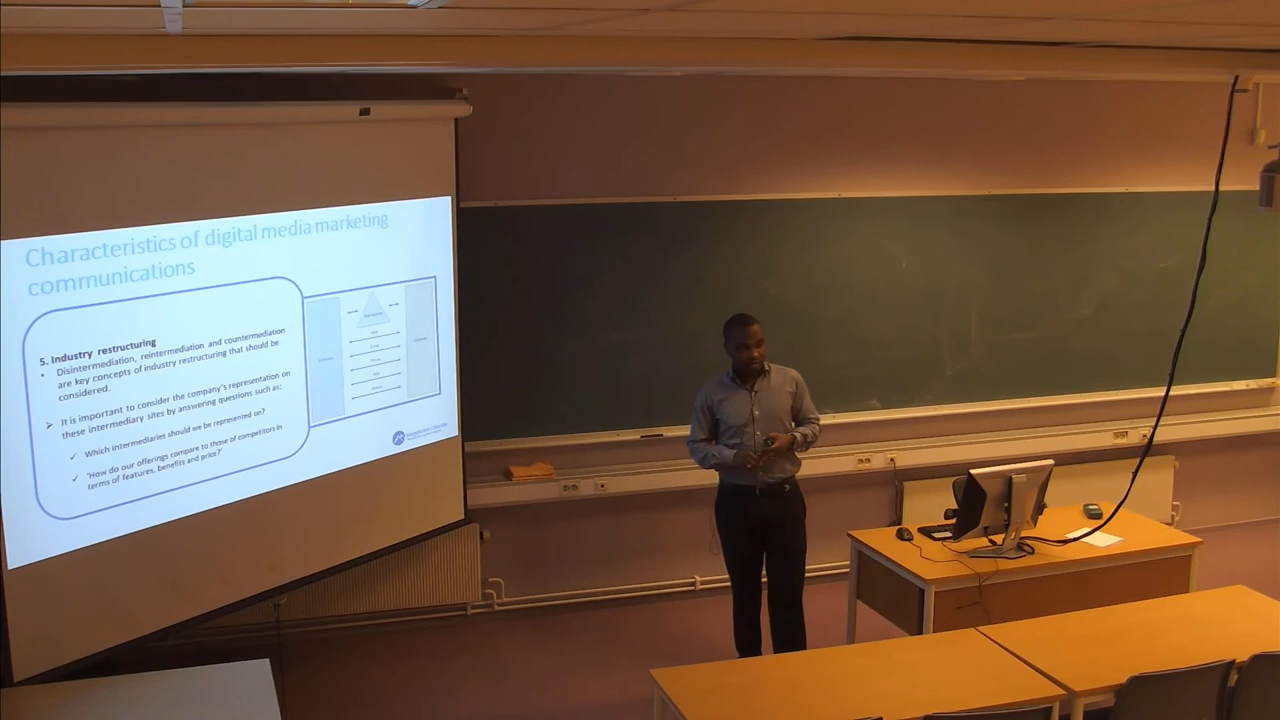 Characteristics of digital media marketing
communications
5. Industry restructuring
• Disintermediation, reintermediation and countermediation
are key concepts of industry restructuring that should be
considered.
➢ It is important to consider the company's representation on
these intermediary sites by answering questions such as:
✓ Which intermediaries should we be represented on?
✓ 'How do our offerings compare to those of competitors in
terms of features, benefits and price?'